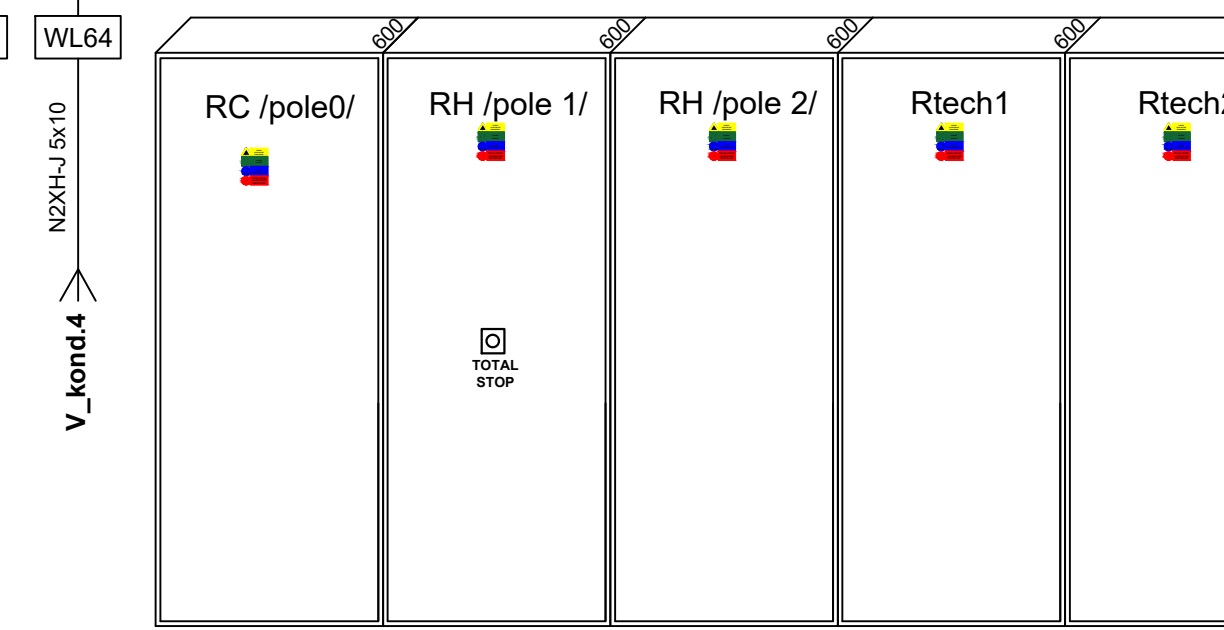 WL64
N2XH-J 5x10
V_kond.4
600
600
600
600
RC /pole0/
RH /pole 1/
RH /pole 2/
Rtech1
Rtech2
TOTAL
STOP